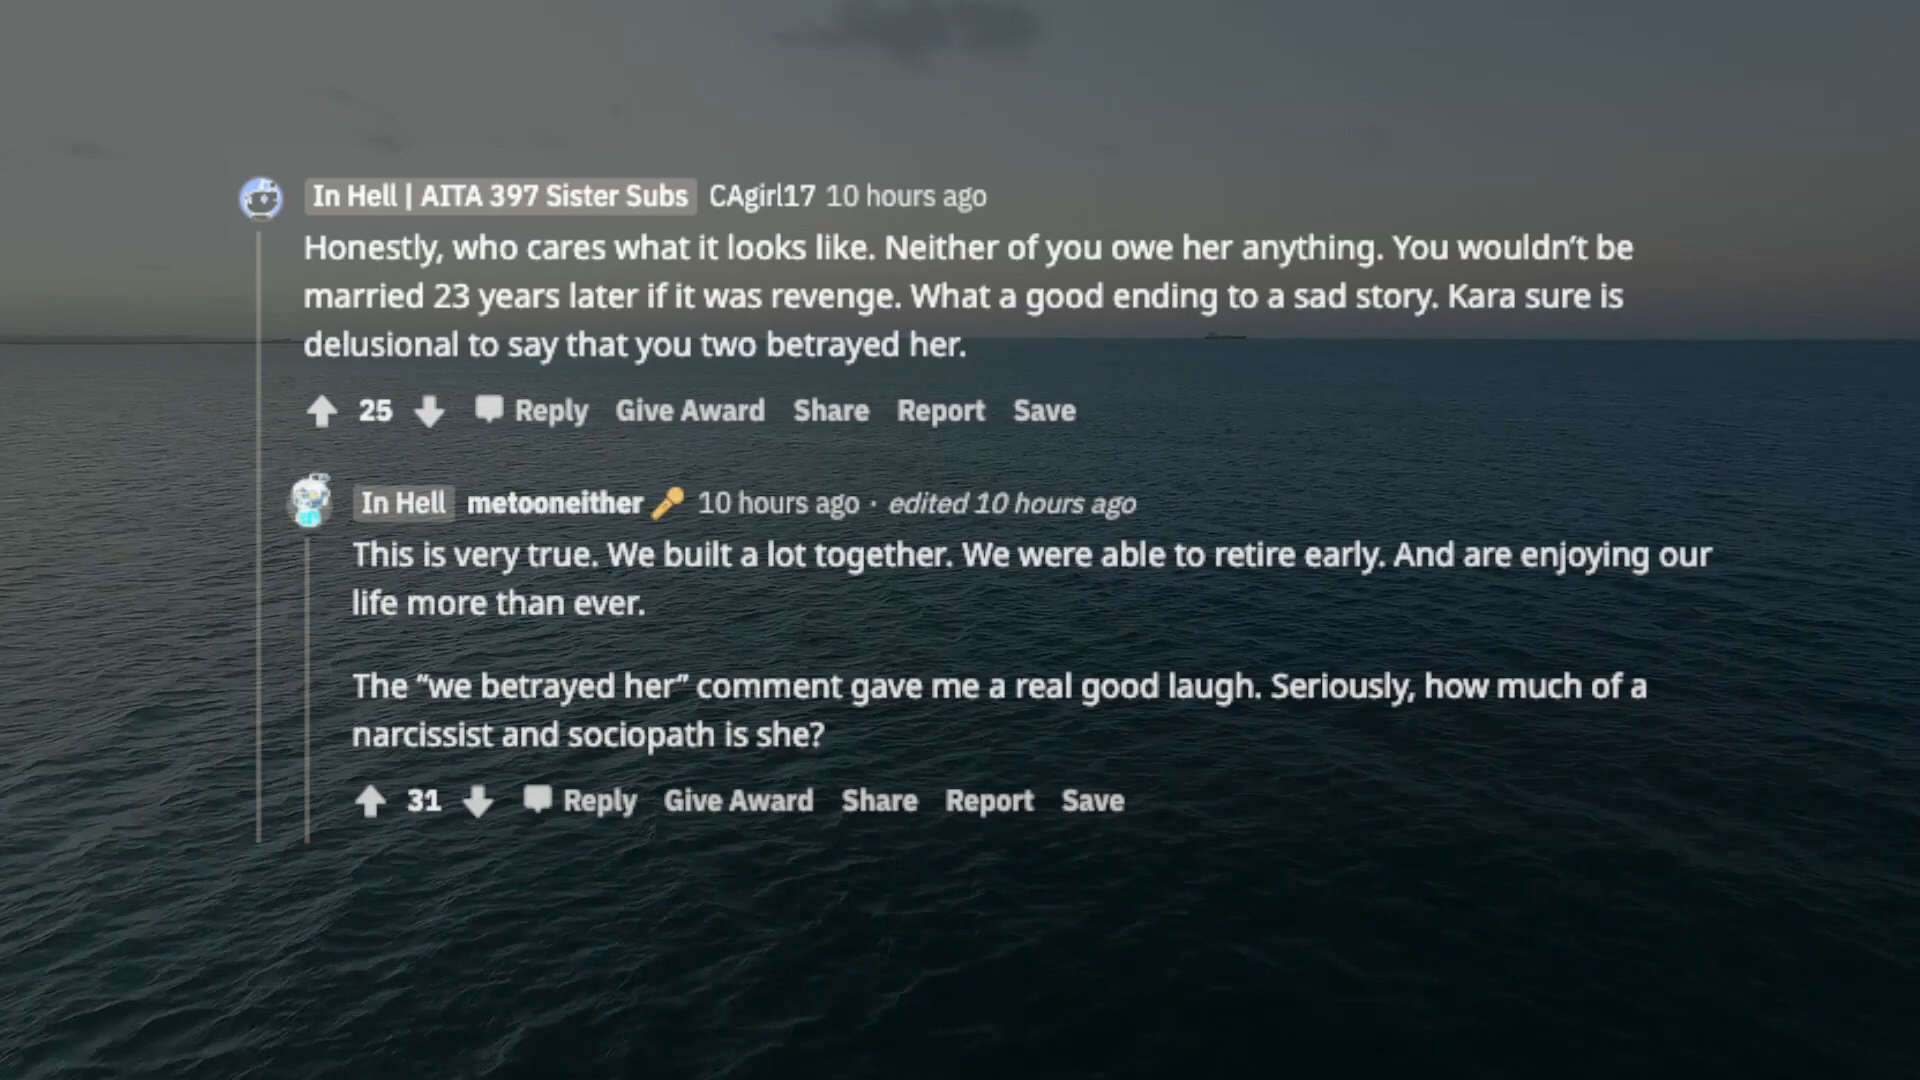 In Hell | AITA 397 Sister Subs CAgirl17 10 hours ago
Honestly, who cares what it looks like. Neither of you owe her anything. You wouldn’t be
married 23 years later if it was revenge. What a good ending to a sad story. Kara sure is
delusional to say that you two betrayed her.
25 Reply Give Award Share Report Save
In Hell metooneither 🎤 10 hours ago · edited 10 hours ago
This is very true. We built a lot together. We were able to retire early. And are enjoying our
life more than ever.
The “we betrayed her” comment gave me a real good laugh. Seriously, how much of a
narcissist and sociopath is she?
31 Reply Give Award Share Report Save